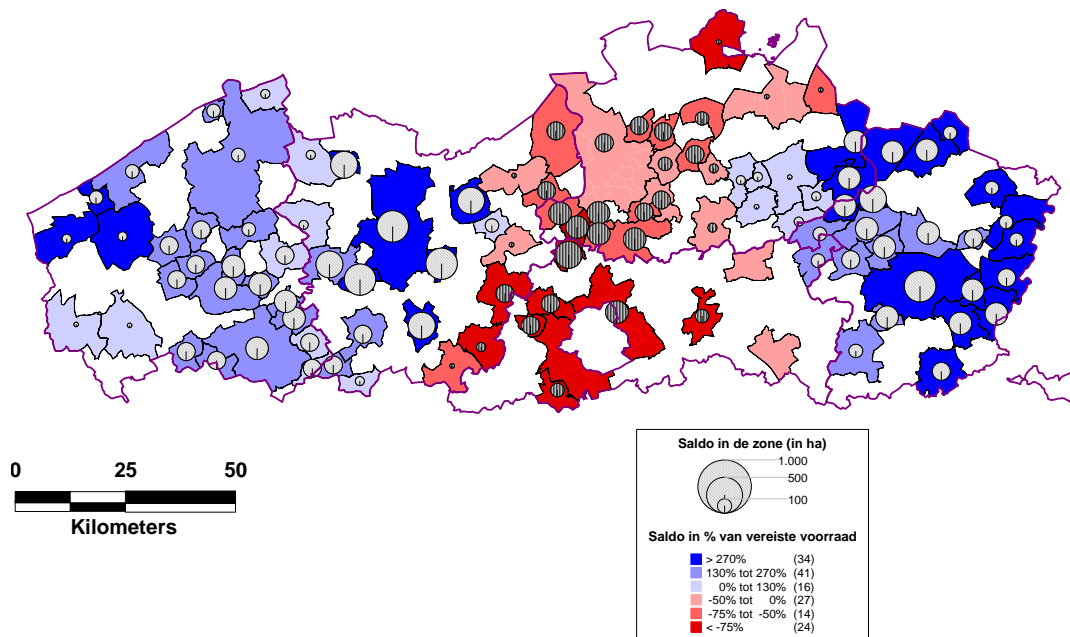 0 25 50
Kilometers
Saldo in de zone (in ha)
1.000
500
100
Saldo in % van vereiste voorraad
> 270% (34)
130% tot 270% (41)
0% tot 130% (16)
-50% tot 0% (27)
-75% tot -50% (14)
< -75% (24)